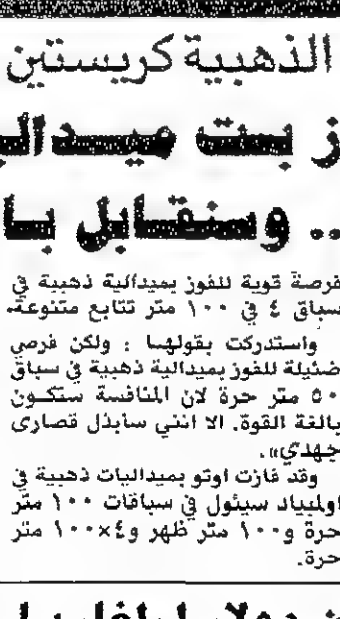 الذهبية كريستين
ز بست ميدالي
.. وسنقابل با
فرصة قوية للفوز بميدالية ذهبية في
سباق ٤ في ١٠٠ متر تتابع متنوعة.
واستدركت بقولها : ولكن فرصي
ضئيلة للفوز بميدالية ذهبية في سباق
٥٠ متر حرة لان المنافسة ستكون
بالغة القوة. الا انني سابذل قصارى
جهدي».
وقد فازت اوتو بميداليات ذهبية في
اولمبياد سيئول في سباقات ١٠٠ متر
حرة و١٠٠ متر ظهر و٤×١٠٠ متر
حرة.